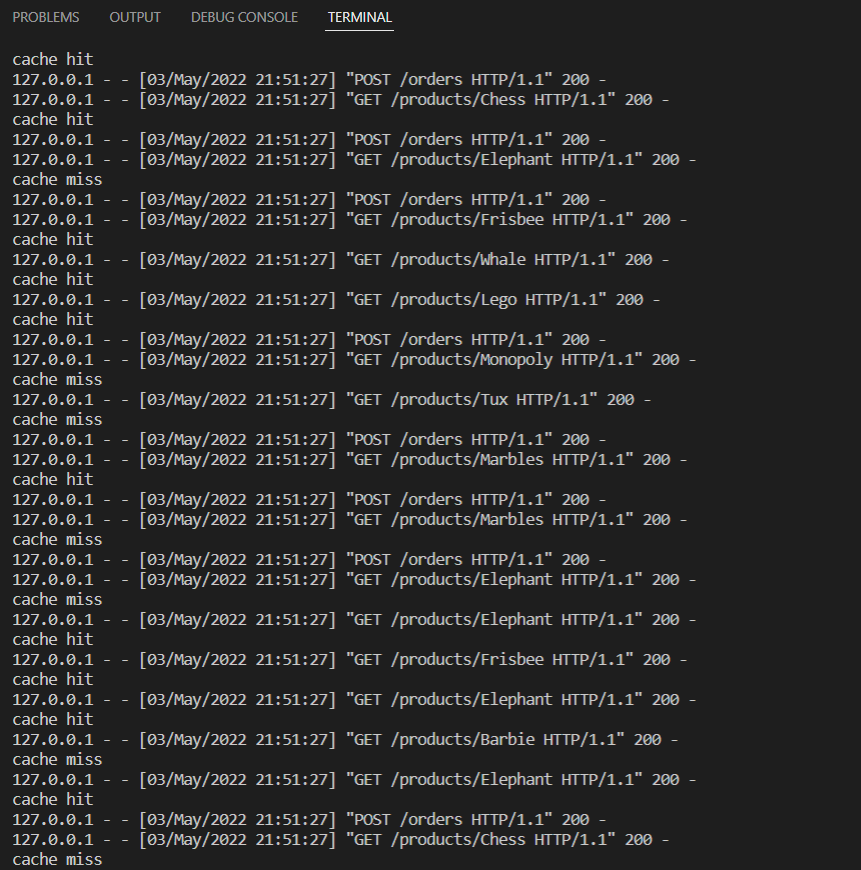 PROBLEMS OUTPUT DEBUG CONSOLE TERMINAL
cache hit
127.0.0.1 - - [03/May/2022 21:51:27] "POST /orders HTTP/1.1" 200 -
127.0.0.1 - - [03/May/2022 21:51:27] "GET /products/Chess HTTP/1.1" 200 -
cache hit
127.0.0.1 - - [03/May/2022 21:51:27] "POST /orders HTTP/1.1" 200 -
127.0.0.1 - - [03/May/2022 21:51:27] "GET /products/Elephant HTTP/1.1" 200 -
cache miss
127.0.0.1 - - [03/May/2022 21:51:27] "POST /orders HTTP/1.1" 200 -
127.0.0.1 - - [03/May/2022 21:51:27] "GET /products/Frisbee HTTP/1.1" 200 -
cache hit
127.0.0.1 - - [03/May/2022 21:51:27] "GET /products/Whale HTTP/1.1" 200 -
cache hit
127.0.0.1 - - [03/May/2022 21:51:27] "GET /products/Lego HTTP/1.1" 200 -
cache hit
127.0.0.1 - - [03/May/2022 21:51:27] "POST /orders HTTP/1.1" 200 -
127.0.0.1 - - [03/May/2022 21:51:27] "GET /products/Monopoly HTTP/1.1" 200 -
cache miss
127.0.0.1 - - [03/May/2022 21:51:27] "GET /products/Tux HTTP/1.1" 200 -
cache miss
127.0.0.1 - - [03/May/2022 21:51:27] "POST /orders HTTP/1.1" 200 -
127.0.0.1 - - [03/May/2022 21:51:27] "GET /products/Marbles HTTP/1.1" 200 -
cache hit
127.0.0.1 - - [03/May/2022 21:51:27] "POST /orders HTTP/1.1" 200 -
127.0.0.1 - - [03/May/2022 21:51:27] "GET /products/Marbles HTTP/1.1" 200 -
cache miss
127.0.0.1 - - [03/May/2022 21:51:27] "POST /orders HTTP/1.1" 200 -
127.0.0.1 - - [03/May/2022 21:51:27] "GET /products/Elephant HTTP/1.1" 200 -
cache miss
127.0.0.1 - - [03/May/2022 21:51:27] "GET /products/Elephant HTTP/1.1" 200 -
cache hit
127.0.0.1 - - [03/May/2022 21:51:27] "GET /products/Frisbee HTTP/1.1" 200 -
cache hit
127.0.0.1 - - [03/May/2022 21:51:27] "GET /products/Elephant HTTP/1.1" 200 -
cache hit
127.0.0.1 - - [03/May/2022 21:51:27] "GET /products/Barbie HTTP/1.1" 200 -
cache miss
127.0.0.1 - - [03/May/2022 21:51:27] "GET /products/Elephant HTTP/1.1" 200 -
cache hit
127.0.0.1 - - [03/May/2022 21:51:27] "POST /orders HTTP/1.1" 200 -
127.0.0.1 - - [03/May/2022 21:51:27] "GET /products/Chess HTTP/1.1" 200 -
cache miss